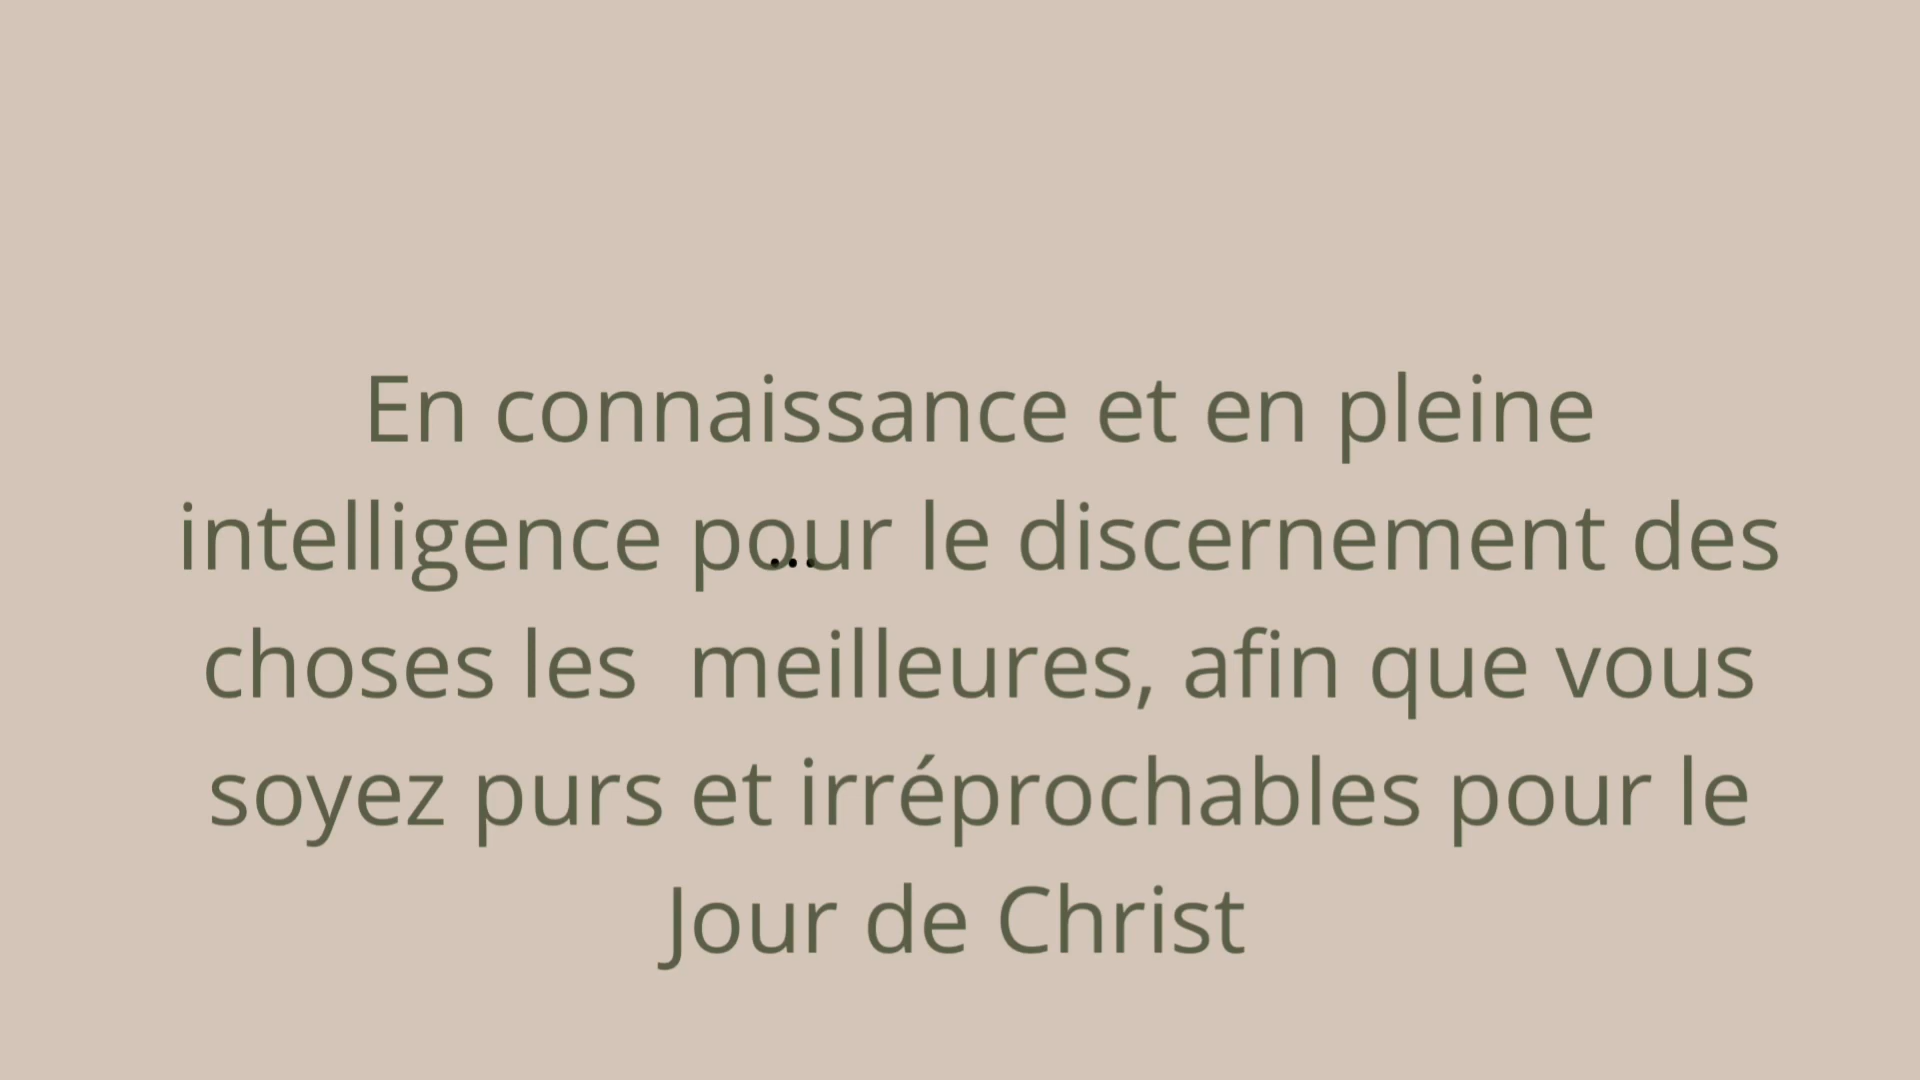 En connaissance et en pleine
intelligence pour le discernement des
...
choses les  meilleures, afin que vous
soyez purs et irréprochables pour le
Jour de Christ